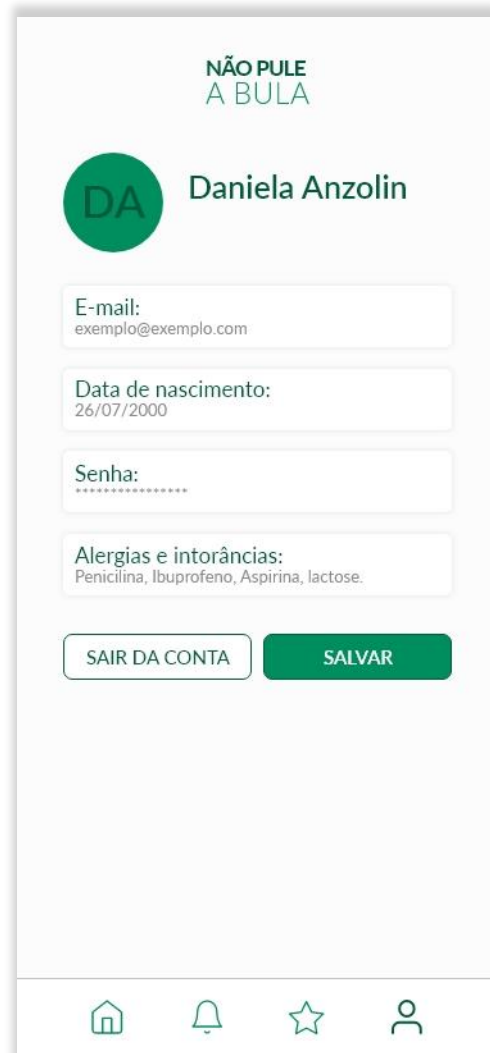 NÃO PULE
A BULA
DA
Daniela Anzolin
E-mail:
exemplo@exemplo.com
Data de nascimento:
26/07/2000
Senha:
****************
Alergias e intorâncias:
Penicilina, Ibuprofeno, Aspirina, lactose.
SAIR DA CONTA
SALVAR